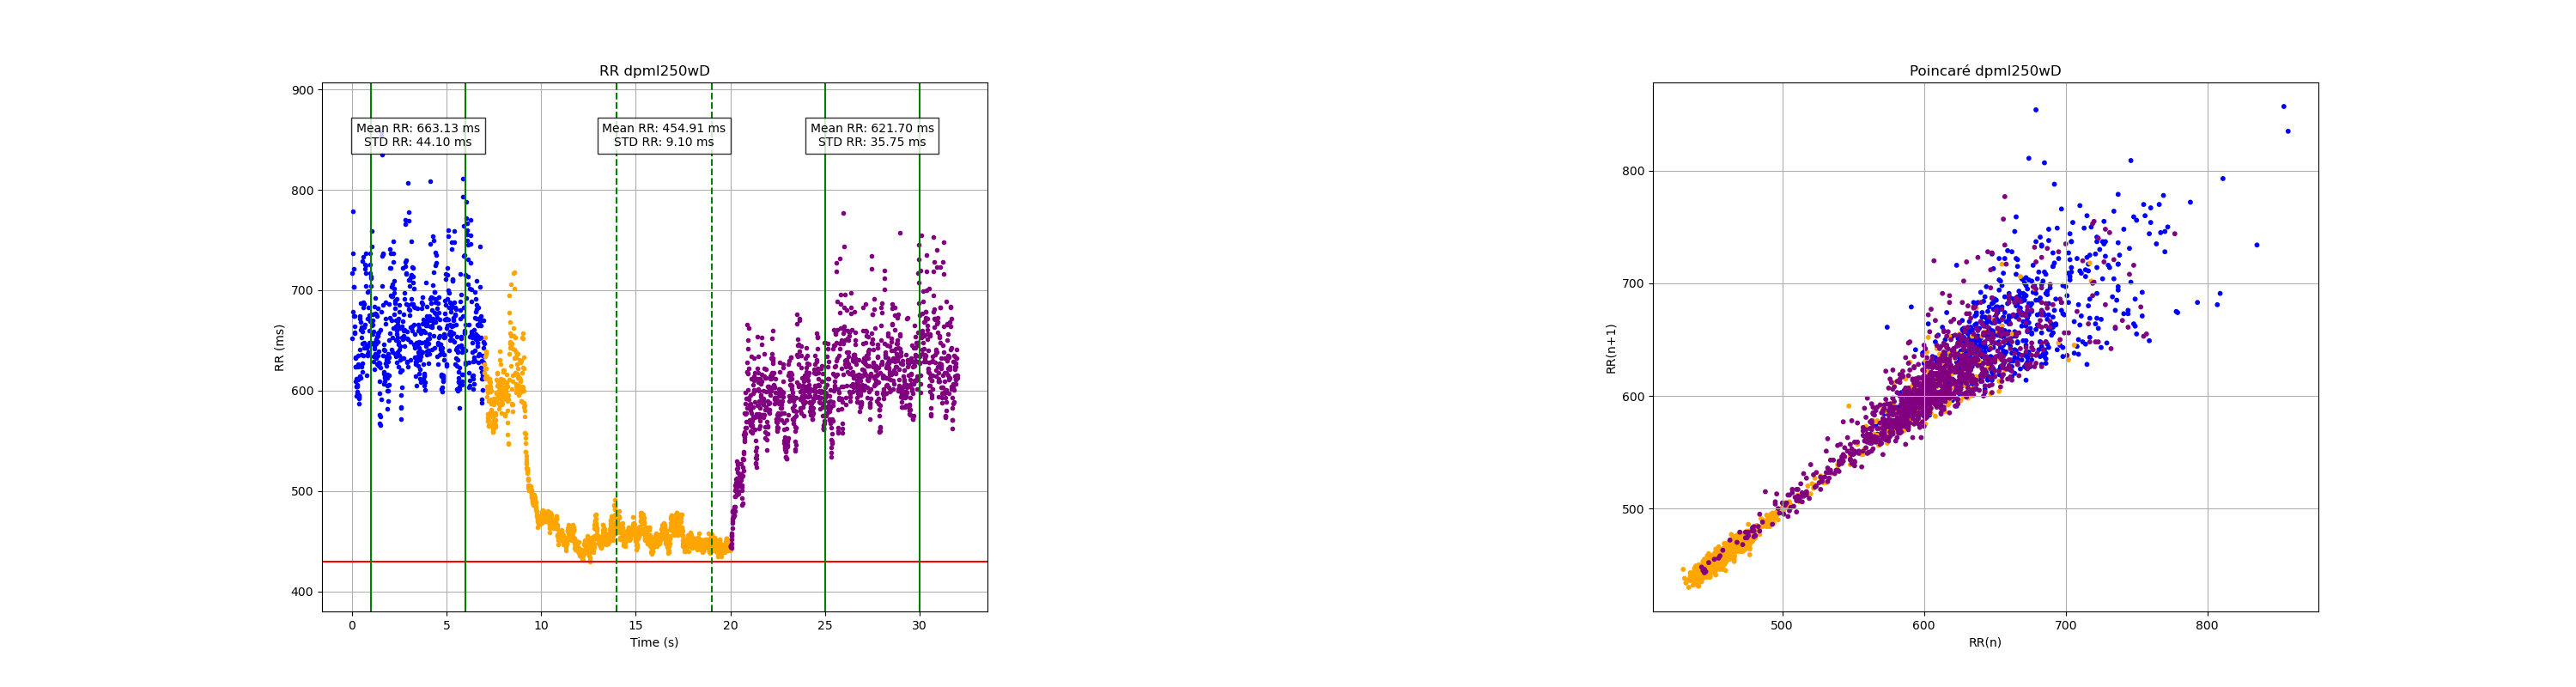 RR dpml250wD
900
800
700
600
500
400
RR (ms)
Mean RR: 663.13 ms
STD RR: 44.10 ms
Mean RR: 454.91 ms
STD RR: 9.10 ms
Mean RR: 621.70 ms
STD RR: 35.75 ms
0 5 10 15 20 25 30
Time (s)
Poincaré dpml250wD
800
700
600
500
RR(n+1)
500 600 700 800
RR(n)